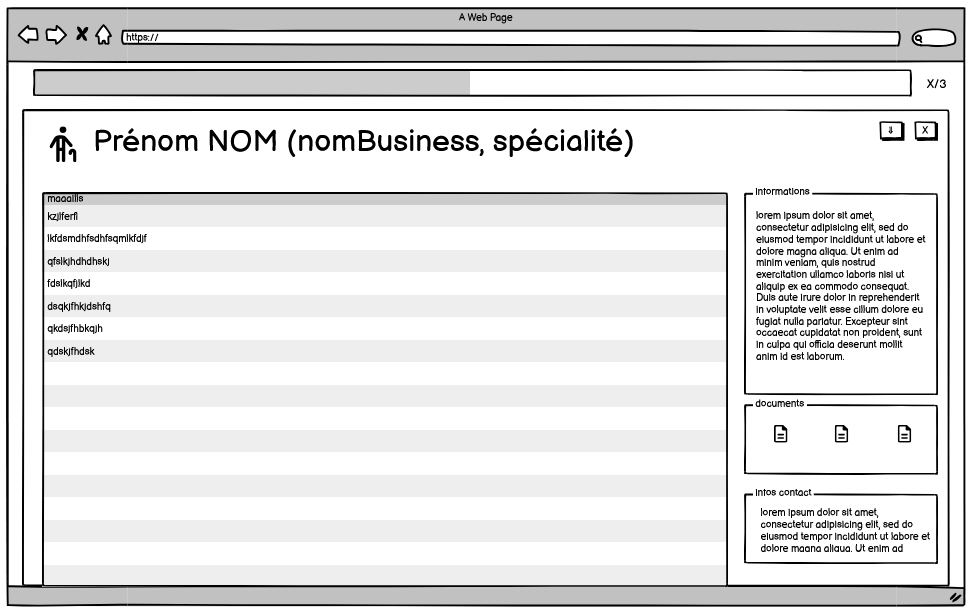 A Web Page
https://
X/3
Prénom NOM (nomBusiness, spécialité)
⇓
X
maaaills
kzjlferfl
lkfdsmdhfsdhfsqmlkfdjf
qfslkjhdhdhskj
fdslkqfjlkd
dsqkjfhkjdshfq
qkdsjfhbkqjh
qdskjfhdsk
Informations
lorem ipsum dolor sit amet,
consectetur adipisicing elit, sed do
eiusmod tempor incididunt ut labore et
dolore magna aliqua. Ut enim ad
minim veniam, quis nostrud
exercitation ullamco laboris nisi ut
aliquip ex ea commodo consequat.
Duis aute irure dolor in reprehenderit
in voluptate velit esse cillum dolore eu
fugiat nulla pariatur. Excepteur sint
occaecat cupidatat non proident, sunt
in culpa qui officia deserunt mollit
anim id est laborum.
documents
Infos contact
lorem ipsum dolor sit amet,
consectetur adipisicing elit, sed do
eiusmod tempor incididunt ut labore et
dolore magna aliqua. Ut enim ad